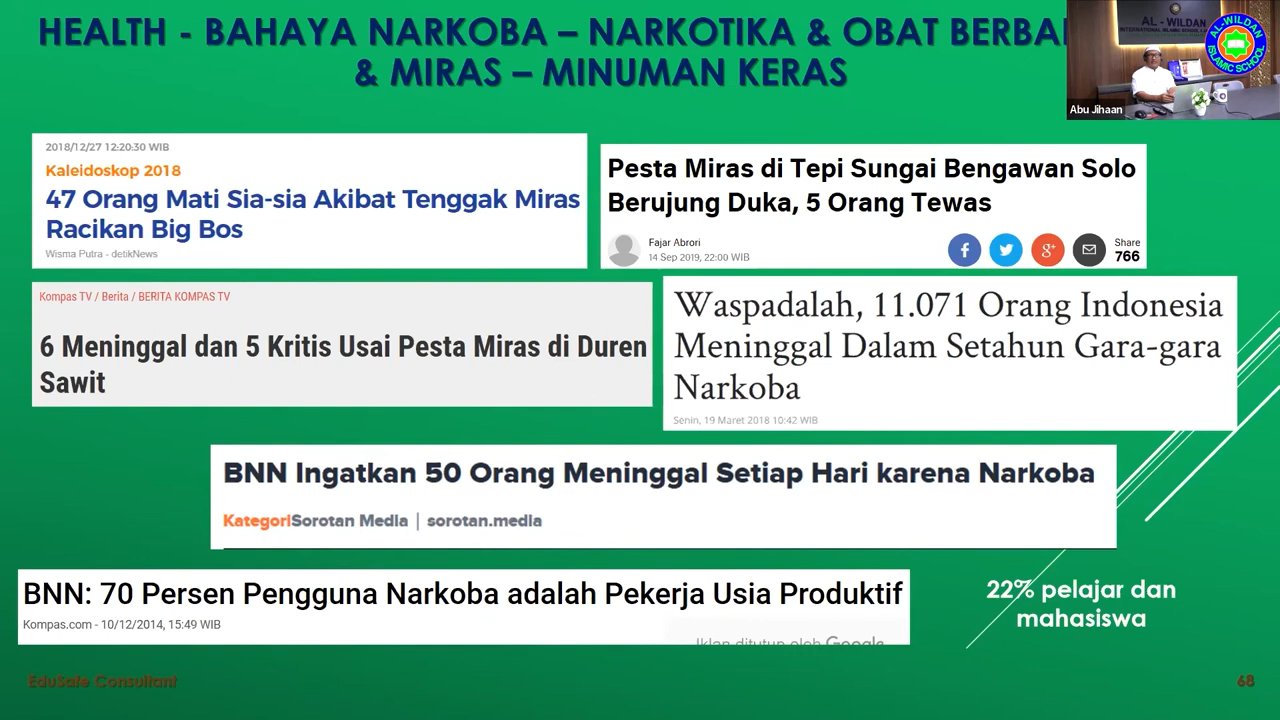 HEALTH - BAHAYA NARKOBA – NARKOTIKA & OBAT
& MIRAS – MINUMAN KERAS
AL - WILDAN
INTERNATIONAL ISLAMIC SCHOOL
AL-WILDAN
ISLAMIC SCHOOL
Abu Jihaan
2018/12/27 12:20:30 WIB
Kaleidoskop 2018
47 Orang Mati Sia-sia Akibat Tenggak Miras
Racikan Big Bos
Wisma Putra - detikNews
Pesta Miras di Tepi Sungai Bengawan Solo
Berujung Duka, 5 Orang Tewas
Fajar Abrori
14 Sep 2019, 22:00 WIB
Share
766
Kompas TV / Berita / BERITA KOMPAS TV
6 Meninggal dan 5 Kritis Usai Pesta Miras di Duren
Sawit
Waspadalah, 11.071 Orang Indonesia
Meninggal Dalam Setahun Gara-gara
Narkoba
Senin, 19 Maret 2018 10:42 WIB
BNN Ingatkan 50 Orang Meninggal Setiap Hari karena Narkoba
KategoriSorotan Media | sorotan.media
BNN: 70 Persen Pengguna Narkoba adalah Pekerja Usia Produktif
Kompas.com - 10/12/2014, 15:49 WIB
Iklan ditutup oleh Google
22% pelajar dan
mahasiswa
EduSafe Consultant
68